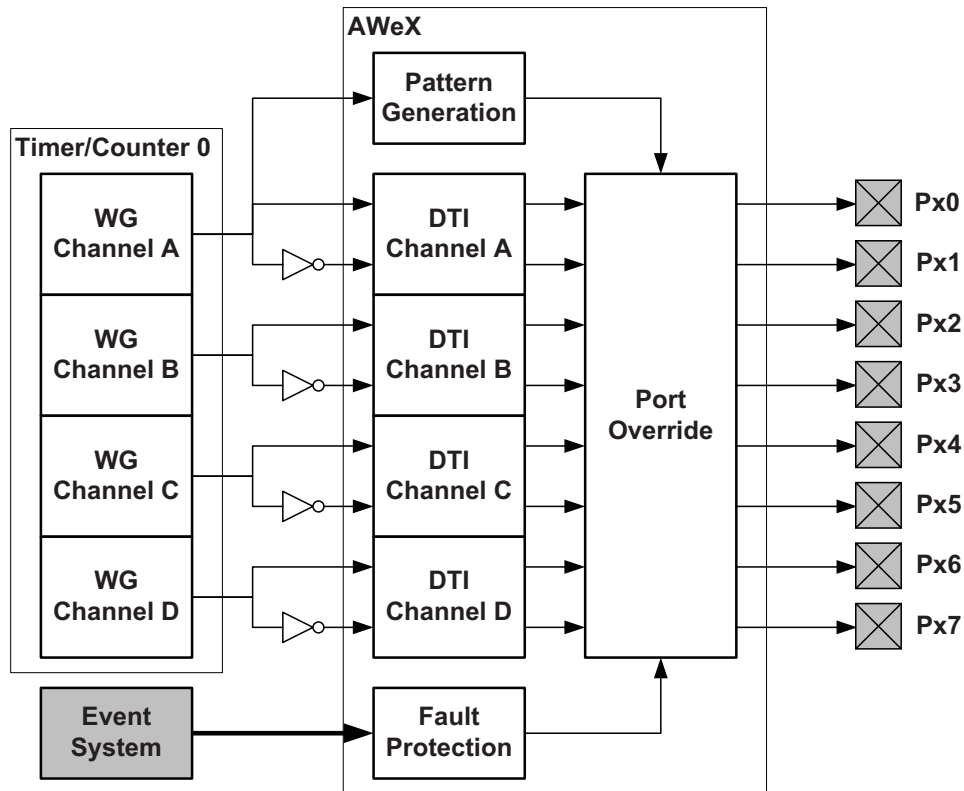 AWeX
Pattern
Generation
Timer/Counter 0
WG
Channel A
DTI
Channel A
WG
Channel B
DTI
Channel B
WG
Channel C
DTI
Channel C
WG
Channel D
DTI
Channel D
Port
Override
Px0
Px1
Px2
Px3
Px4
Px5
Px6
Px7
Event
System
Fault
Protection